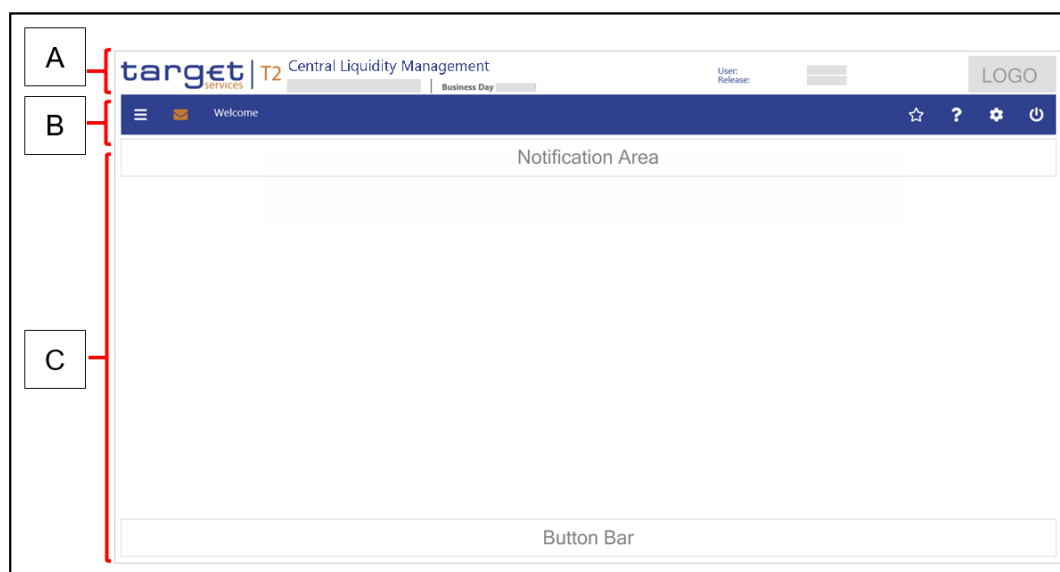 A
target services | T2 Central Liquidity Management
Business Day
User:
Release:
LOGO
B
Welcome
?
Notification Area
C
Button Bar